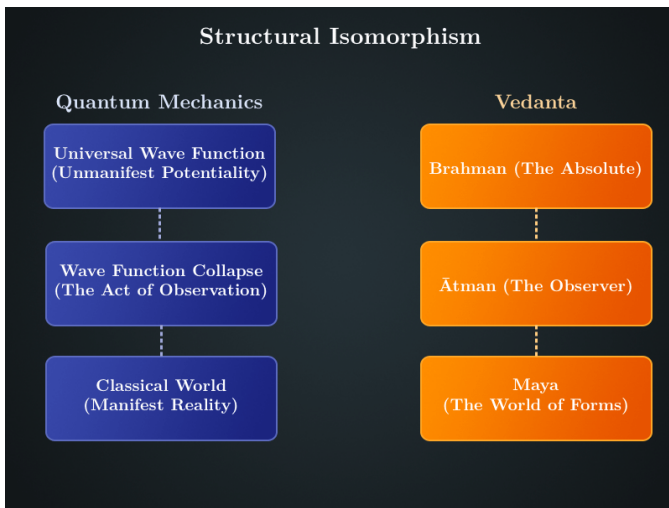 Structural Isomorphism
Quantum Mechanics
Universal Wave Function
(Unmanifest Potentiality)
Wave Function Collapse
(The Act of Observation)
Classical World
(Manifest Reality)
Vedanta
Brahman (The Absolute)
Ātman (The Observer)
Maya
(The World of Forms)